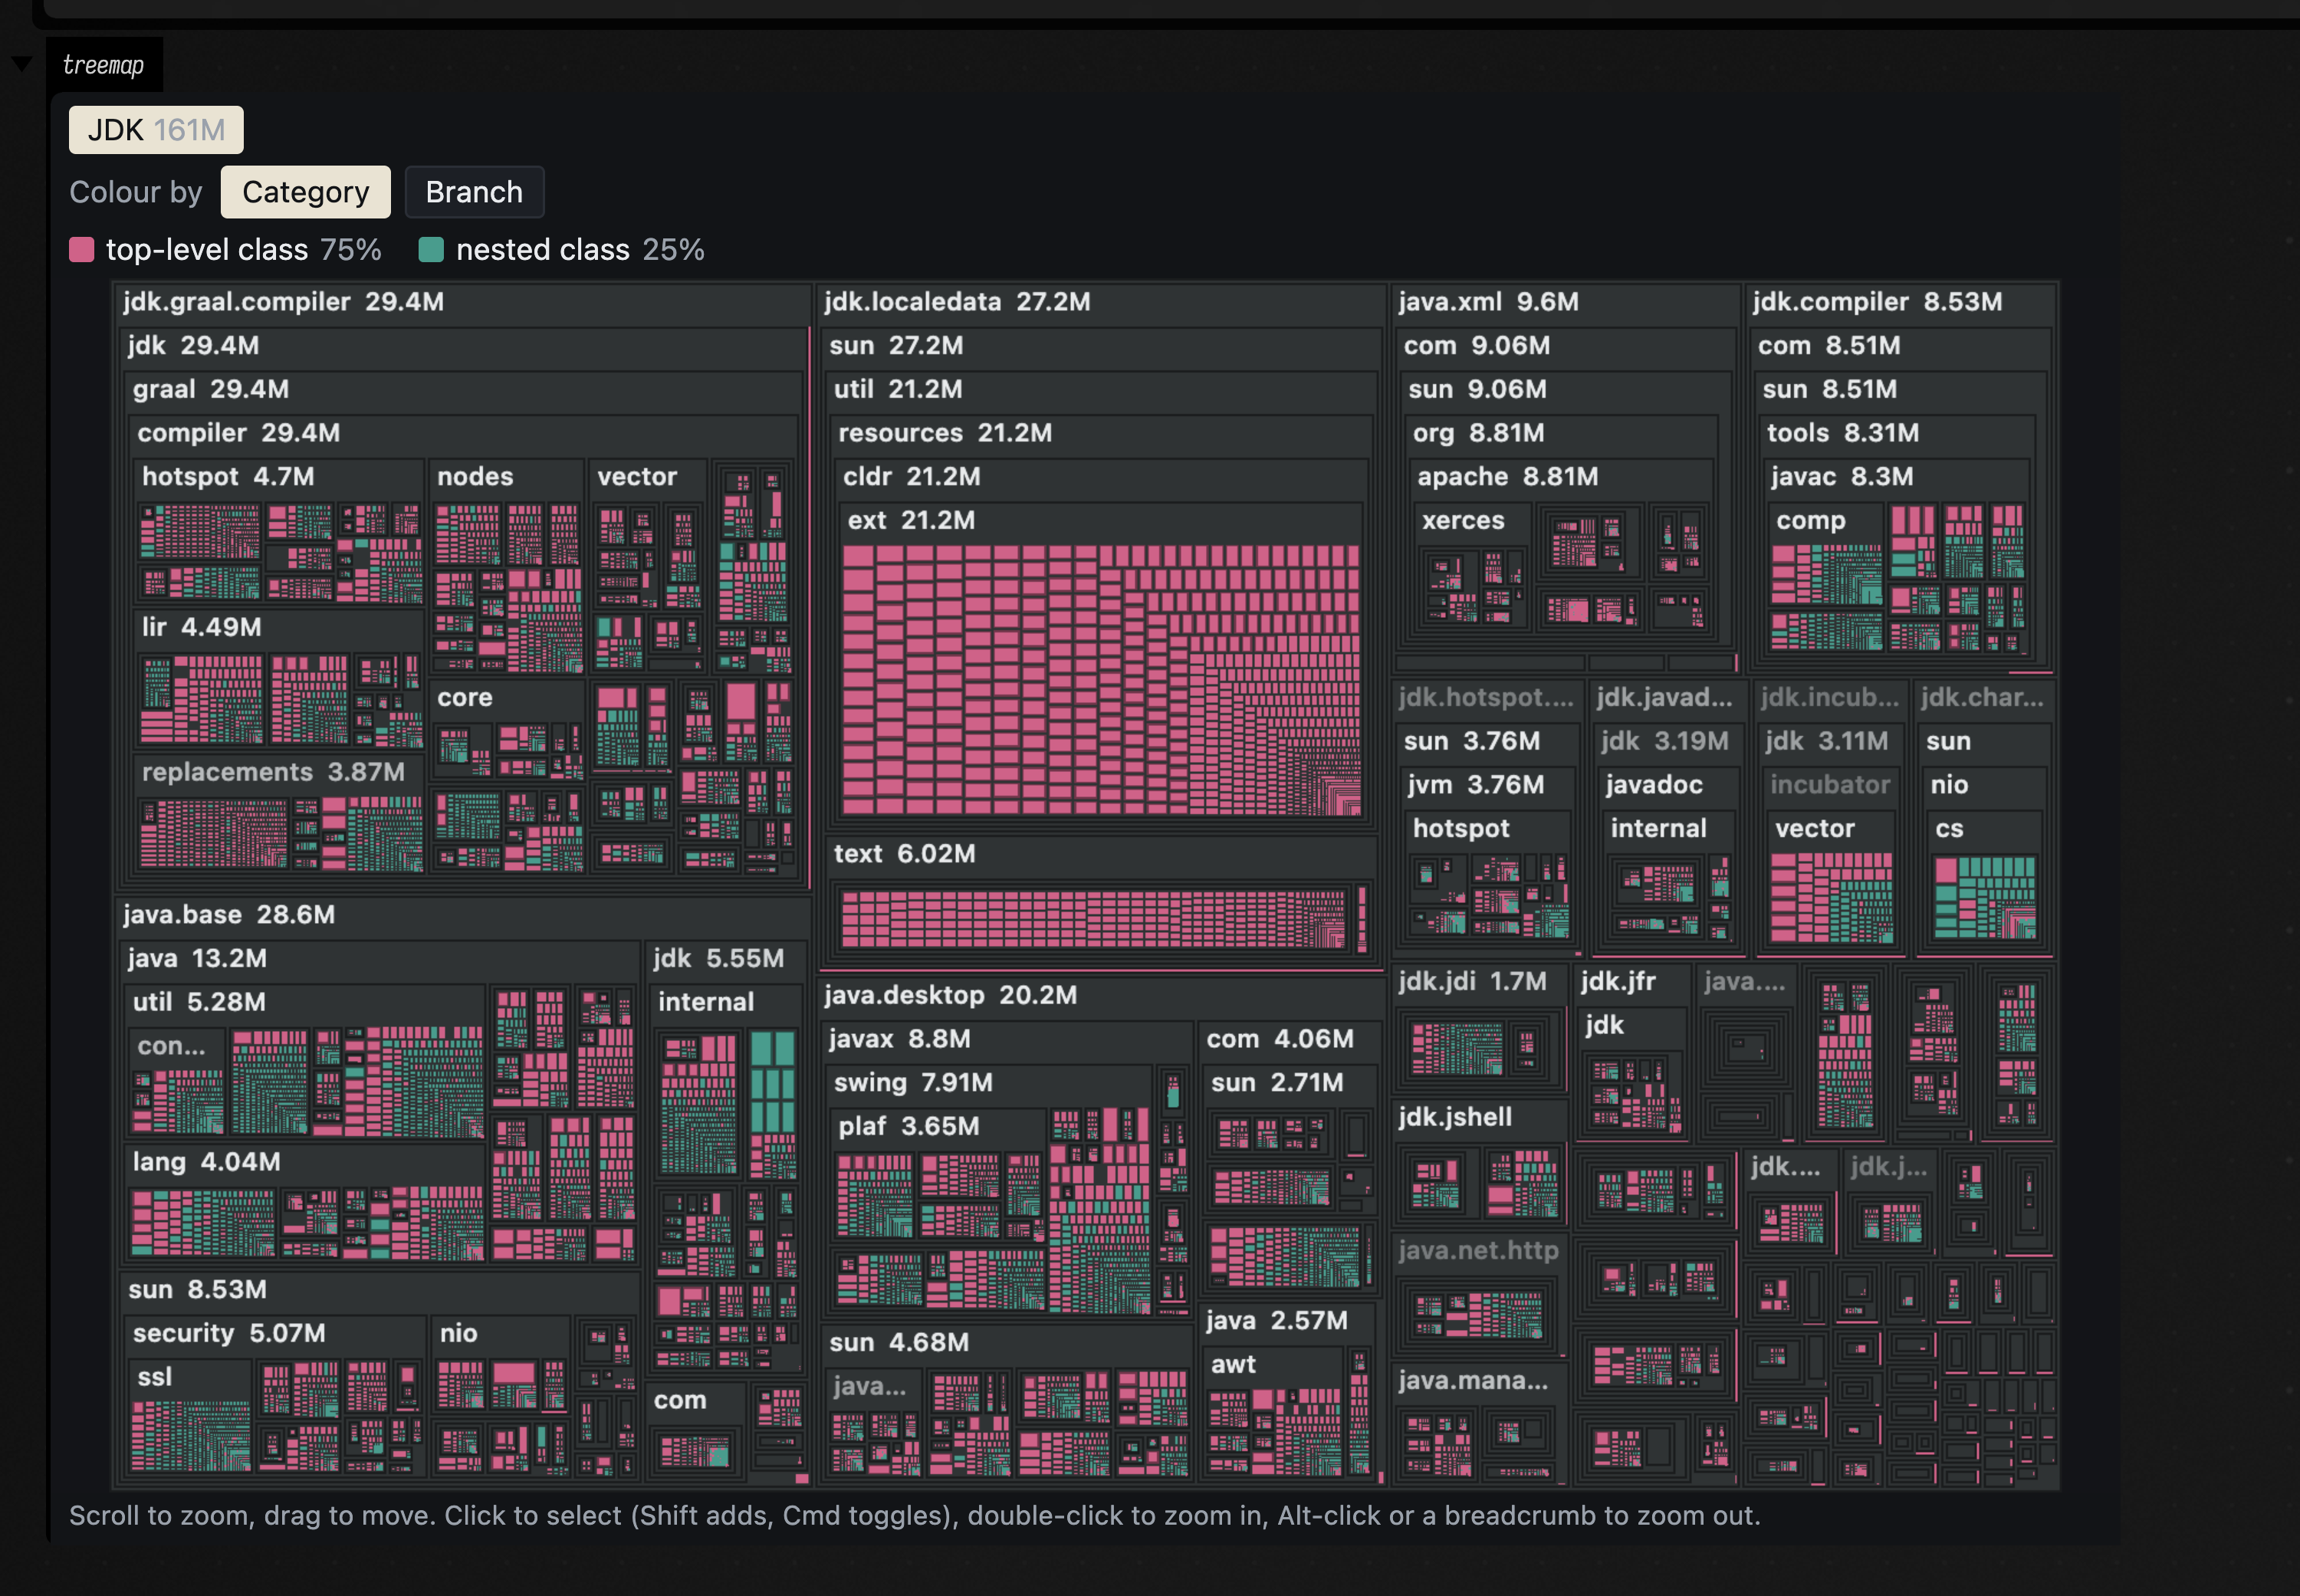 treemap
JDK 161M
Colour by Category Branch
top-level class 75% nested class 25%
jdk.graal.compiler 29.4M
jdk 29.4M
graal 29.4M
compiler 29.4M
hotspot 4.7M
nodes
vector
lir 4.49M
core
replacements 3.87M
jdk.localedata 27.2M
sun 27.2M
util 21.2M
resources 21.2M
cldr 21.2M
ext 21.2M
text 6.02M
java.xml 9.6M
com 9.06M
sun 9.06M
org 8.81M
apache 8.81M
xerces
jdk.compiler 8.53M
com 8.51M
sun 8.51M
tools 8.31M
javac 8.3M
comp
jdk.hotspot....
sun 3.76M
jvm 3.76M
hotspot
jdk.javad...
jdk 3.19M
javadoc
internal
jdk.incub...
jdk 3.11M
incubator
vector
jdk.char...
sun
nio
cs
java.base 28.6M
java 13.2M
util 5.28M
con...
lang 4.04M
sun 8.53M
security 5.07M
ssl
nio
jdk 5.55M
internal
com
java.desktop 20.2M
javax 8.8M
swing 7.91M
plaf 3.65M
sun 4.68M
java...
com 4.06M
sun 2.71M
java 2.57M
awt
jdk.jdi 1.7M
jdk.jfr
jdk
java....
jdk.jshell
jdk....
jdk.j...
java.net.http
java.mana...
Scroll to zoom, drag to move. Click to select (Shift adds, Cmd toggles), double-click to zoom in, Alt-click or a breadcrumb to zoom out.